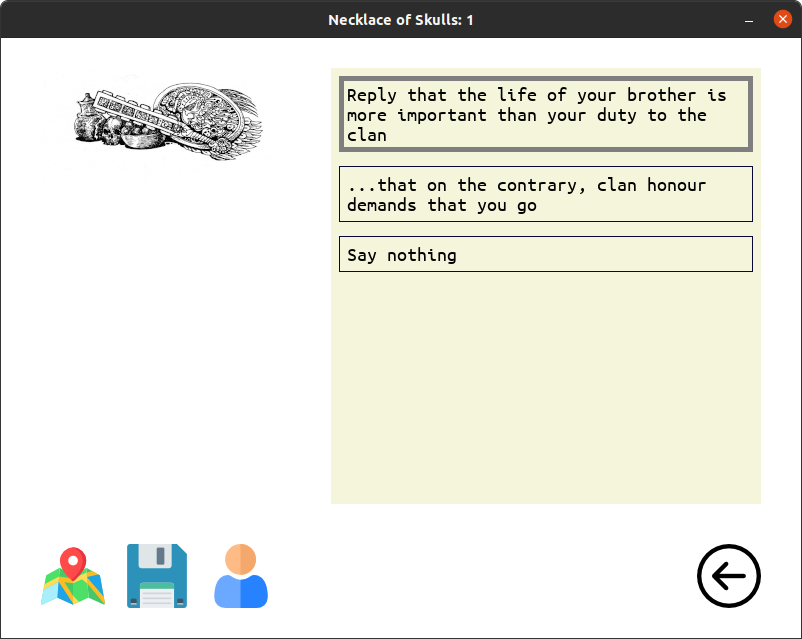 Necklace of Skulls: 1
Reply that the life of your brother is
more important than your duty to the
clan
...that on the contrary, clan honour
demands that you go
Say nothing